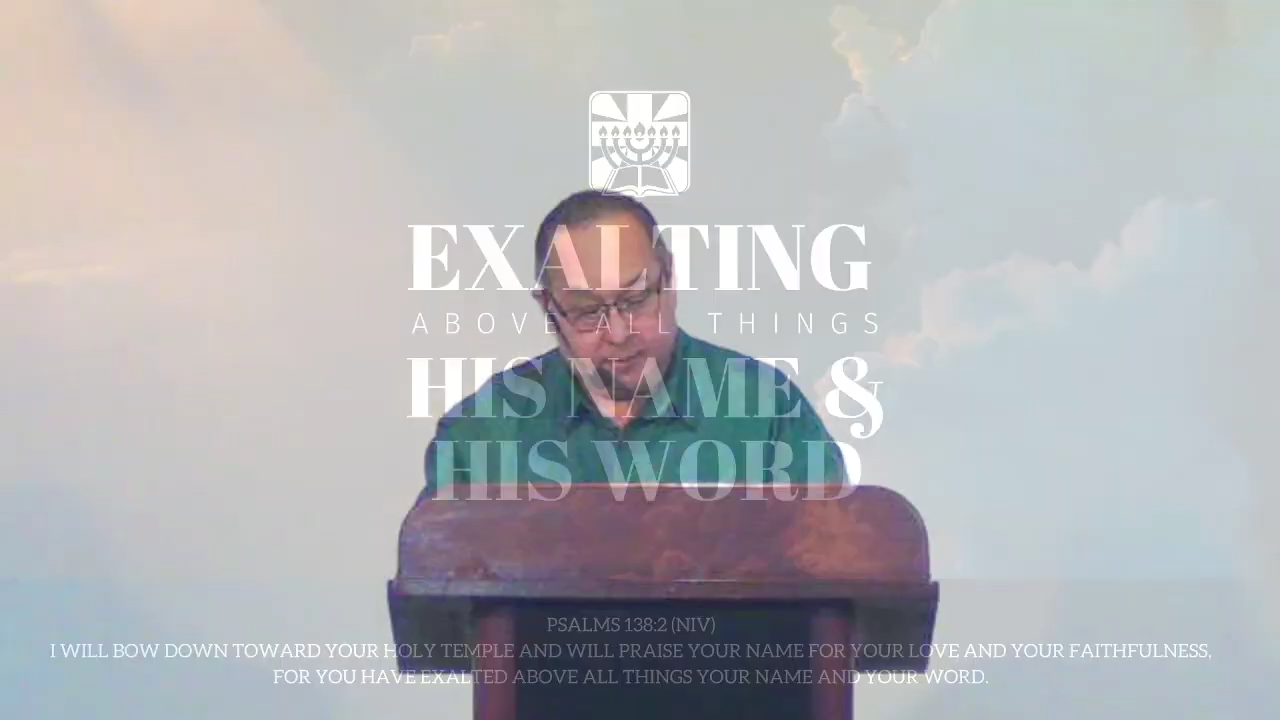 EXALTING
ABOVE ALL THINGS
HIS NAME &
HIS WORD
PSALMS 138:2 (NIV)
I WILL BOW DOWN TOWARD YOUR HOLY TEMPLE AND WILL PRAISE YOUR NAME FOR YOUR LOVE AND YOUR FAITHFULNESS,
FOR YOU HAVE EXALTED ABOVE ALL THINGS YOUR NAME AND YOUR WORD.